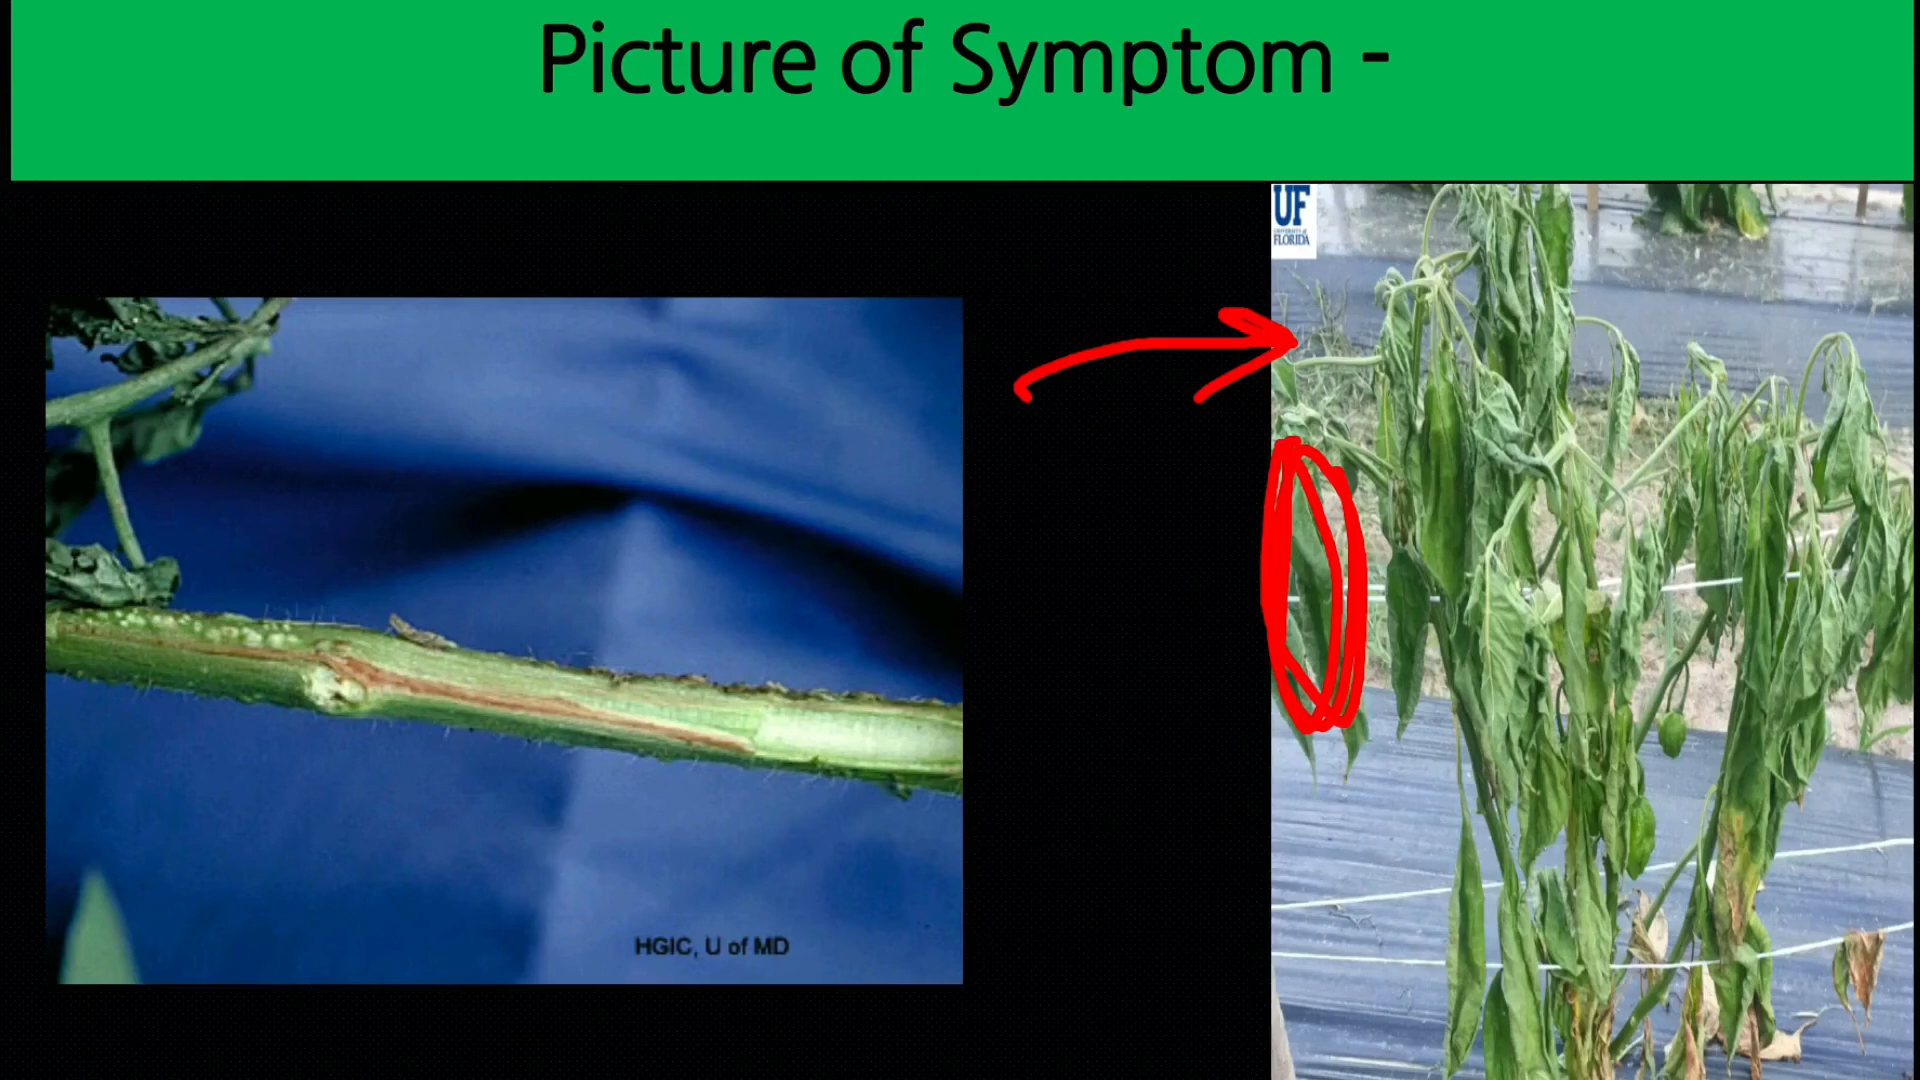 Picture of Symptom -
UF
UNIVERSITY of
FLORIDA
HGIC, U of MD